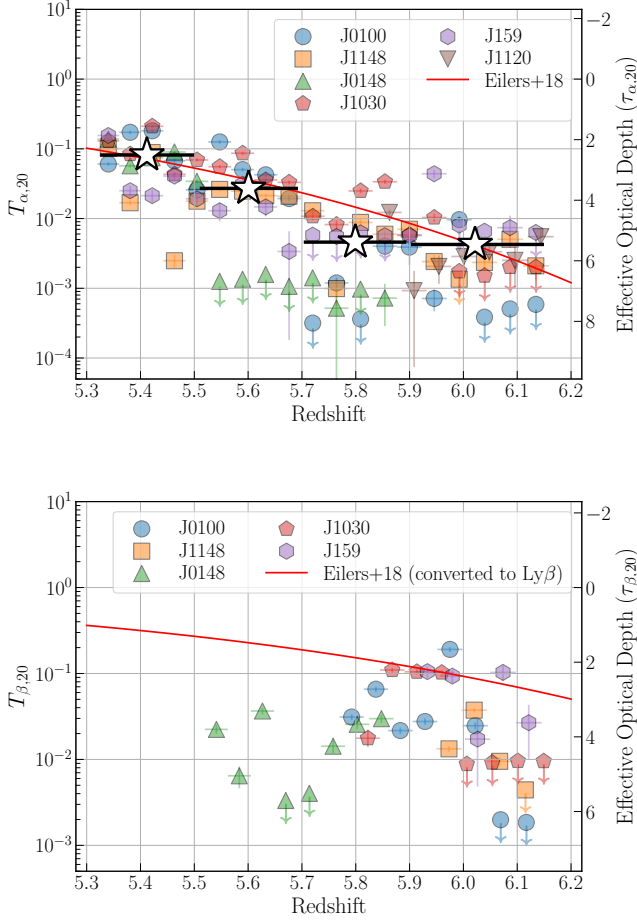 10¹
10⁰
10⁻¹
10⁻²
10⁻³
10⁻⁴
T_{α,20}
J0100
J1148
J0148
J1030
J159
J1120
Eilers+18
−2
0
2
4
6
8
Effective Optical Depth (τ_{α,20})
5.3 5.4 5.5 5.6 5.7 5.8 5.9 6.0 6.1 6.2
Redshift
10¹
10⁰
10⁻¹
10⁻²
10⁻³
T_{β,20}
J0100
J1148
J0148
J1030
J159
Eilers+18 (converted to Lyβ)
−2
0
2
4
6
Effective Optical Depth (τ_{β,20})
5.3 5.4 5.5 5.6 5.7 5.8 5.9 6.0 6.1 6.2
Redshift